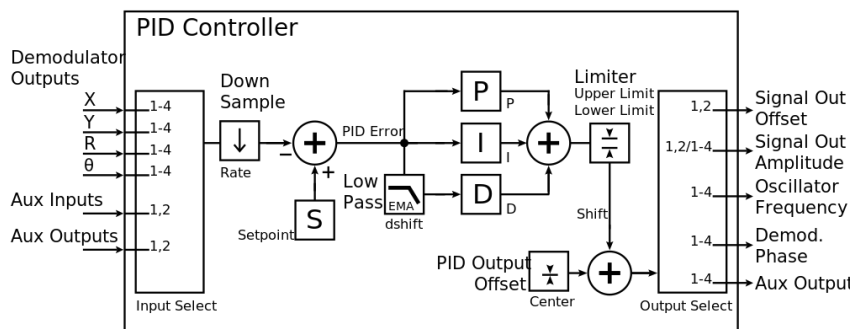 PID Controller
Demodulator
Outputs
X
Y
R
θ
Aux Inputs
Aux Outputs
1-4
1-4
1-4
1-4
1,2
1,2
Input Select
Down
Sample
↓
Rate
−
+
+
S
Setpoint
PID Error
Low
Pass
EMA
dshift
P
P
I
I
D
D
+
Limiter
Upper Limit
Lower Limit
Shift
PID Output
Offset
Center
+
1,2
1,2/1-4
1-4
1-4
1-4
Output Select
Signal Out
Offset
Signal Out
Amplitude
Oscillator
Frequency
Demod.
Phase
Aux Output